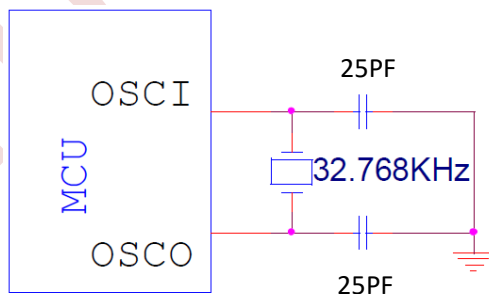 25PF
OSCI
32.768KHz
MCU
OSCO
25PF